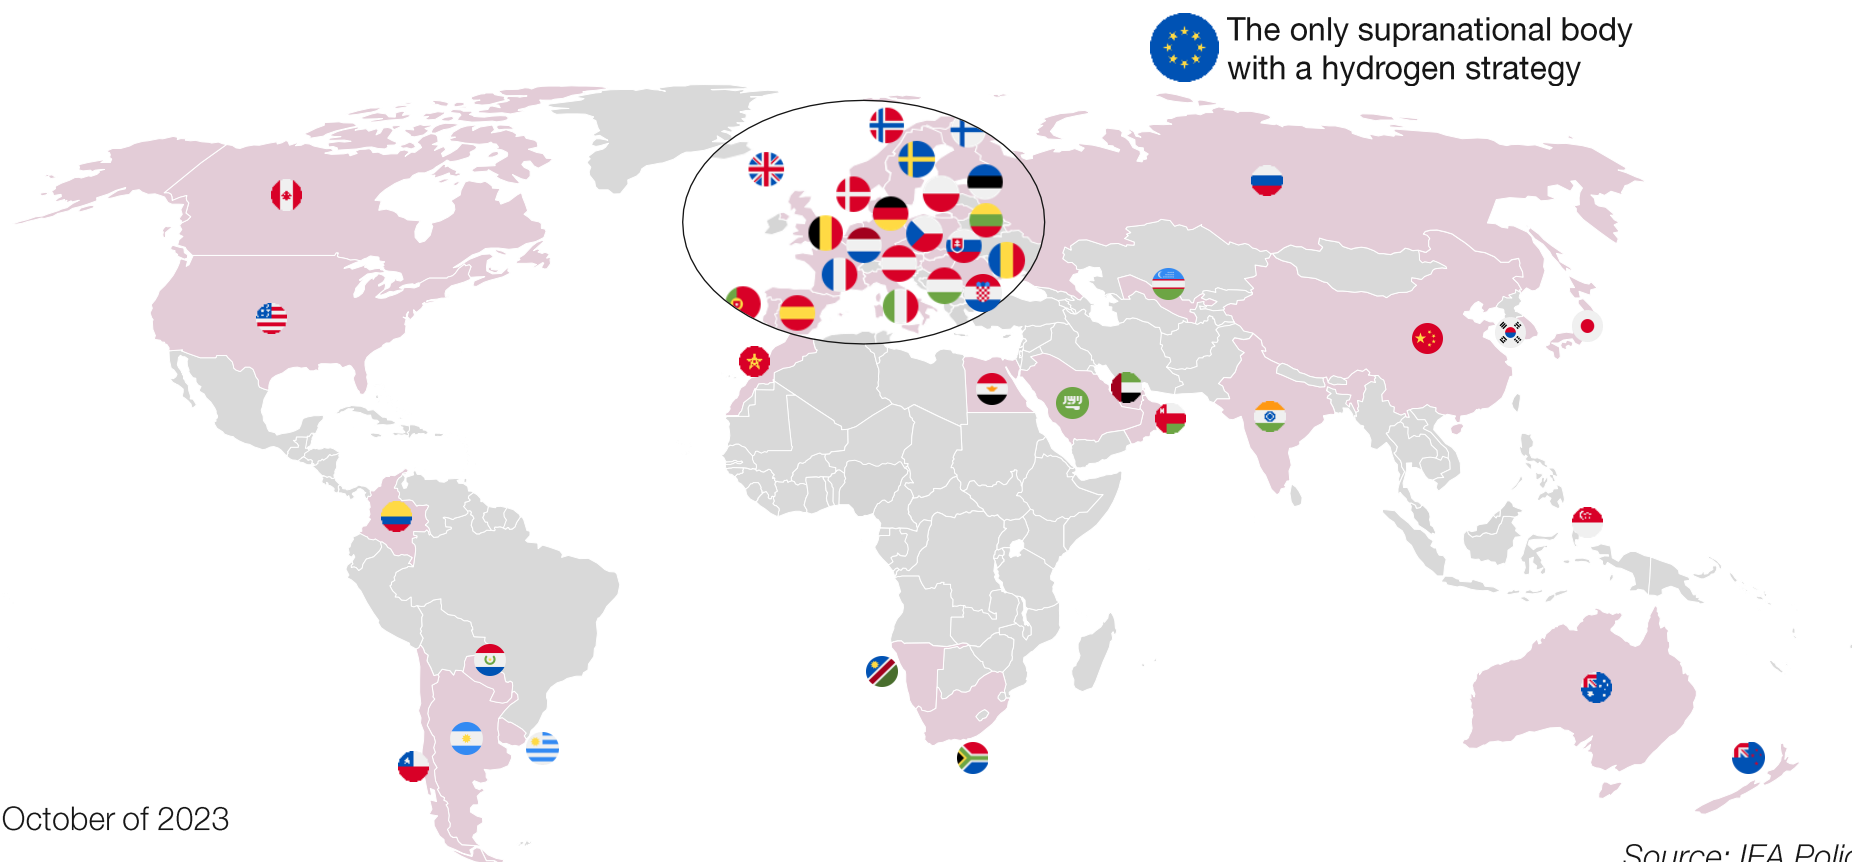 The only supranational body
with a hydrogen strategy
October of 2023
Source: IEA